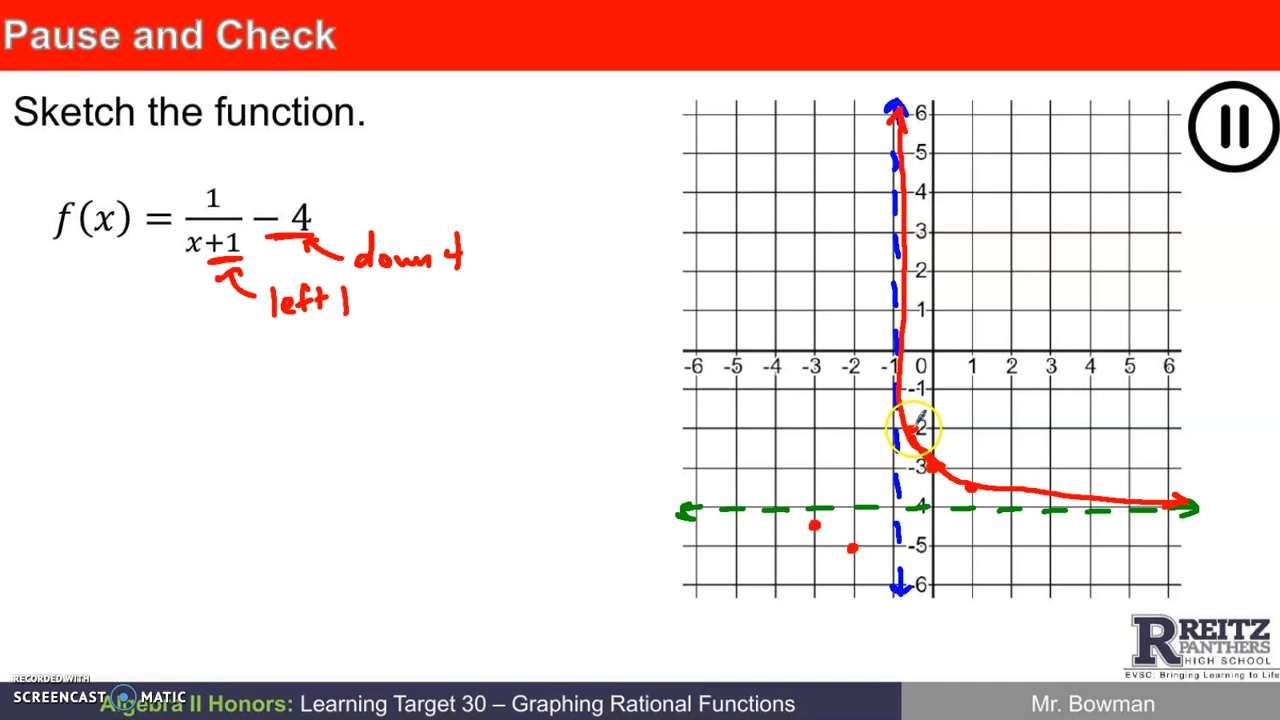 Pause and Check
Sketch the function.
f(x) = 1/(x+1) − 4
down 4
left 1
6
5
4
3
2
1
-6 -5 -4 -3 -2 -1 0 1 2 3 4 5 6
-1
-2
-3
-4
-5
-6
R REITZ
PANTHERS
HIGH SCHOOL
EVSC: Bringing Learning to Life
RECORDED WITH
SCREENCAST MATIC
Algebra II Honors: Learning Target 30 – Graphing Rational Functions
Mr. Bowman